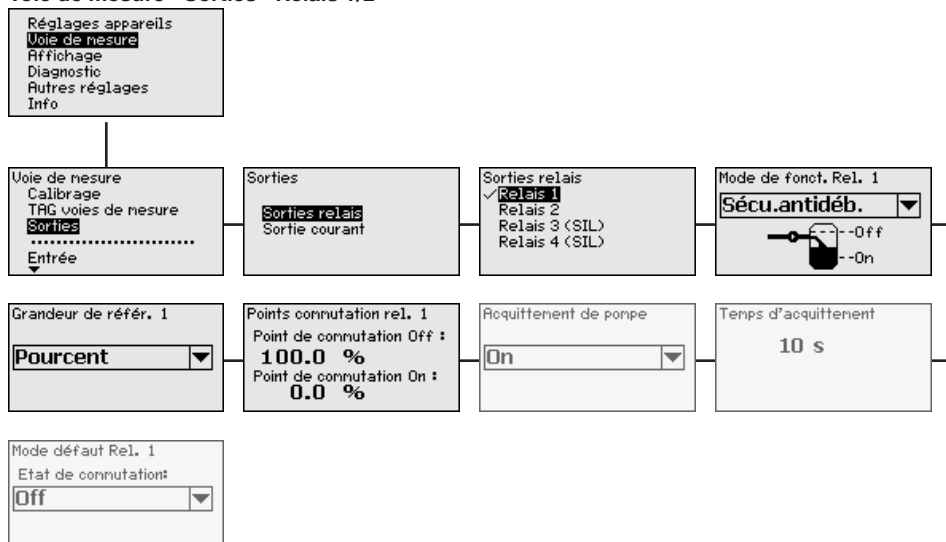 Voie de mesure - Sorties - Relais 1/2
Réglages appareils
Voie de mesure
Affichage
Diagnostic
Autres réglages
Info
Voie de mesure
Calibrage
TAG voies de mesure
Sorties
Entrée
Sorties
Sorties relais
Sortie courant
Sorties relais
✓Relais 1
Relais 2
Relais 3 (SIL)
Relais 4 (SIL)
Mode de fonct. Rel. 1
Sécu.antidéb.
--Off
--On
Grandeur de référ. 1
Pourcent
Points commutation rel. 1
Point de commutation Off :
100.0 %
Point de commutation On :
0.0 %
Acquittement de pompe
On
Temps d'acquittement
10 s
Mode défaut Rel. 1
Etat de commutation:
Off